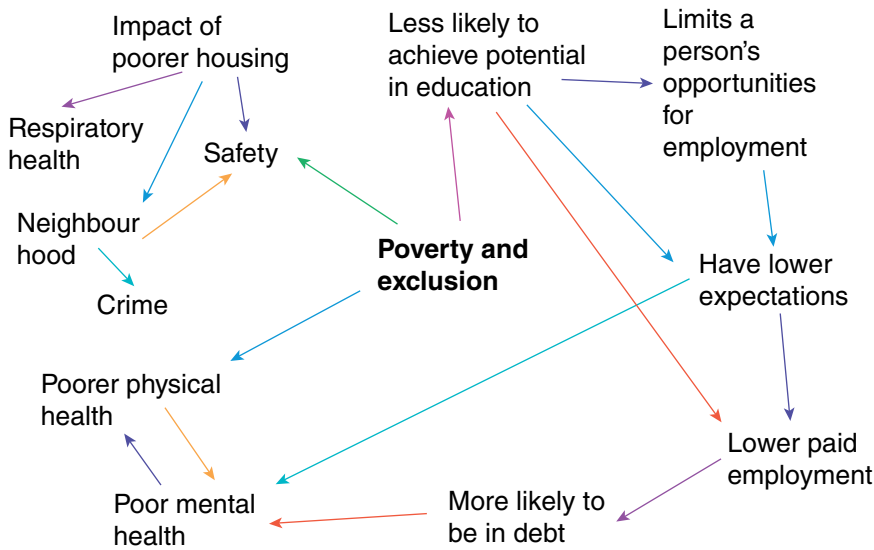 Impact of
poorer housing
Less likely to
achieve potential
in education
Limits a
person's
opportunities
for
employment
Respiratory
health
Safety
Neighbour
hood
Poverty and
exclusion
Have lower
expectations
Crime
Poorer physical
health
Lower paid
employment
Poor mental
health
More likely to
be in debt